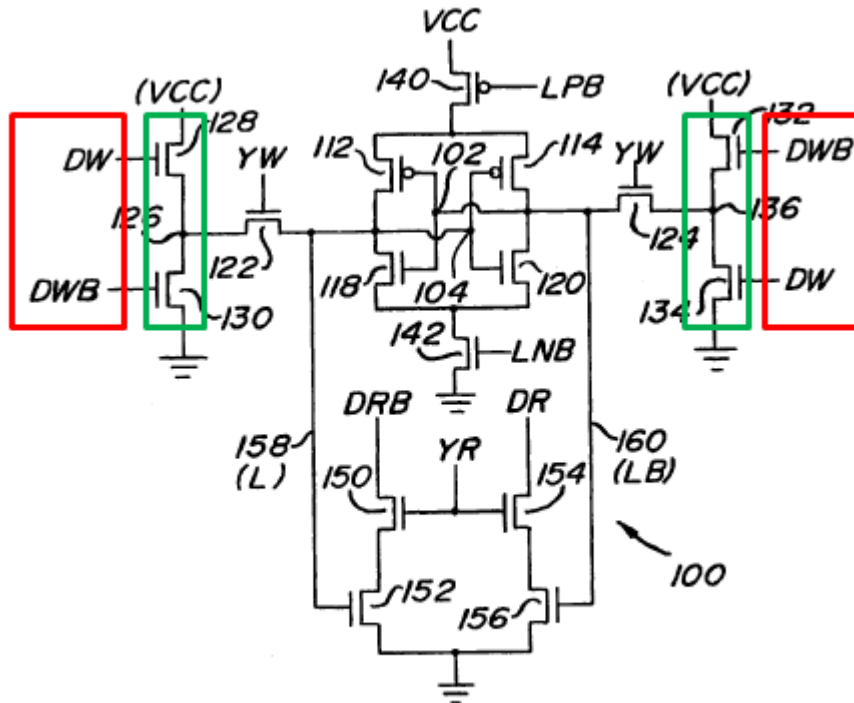 VCC
140
LPB
(VCC)
(VCC)
128
132
DW
YW
112
102
114
YW
DWB
126
136
122
124
118
104
120
DWB
130
134
DW
142
LNB
DRB
DR
158
(L)
YR
160
(LB)
150
154
100
152
156